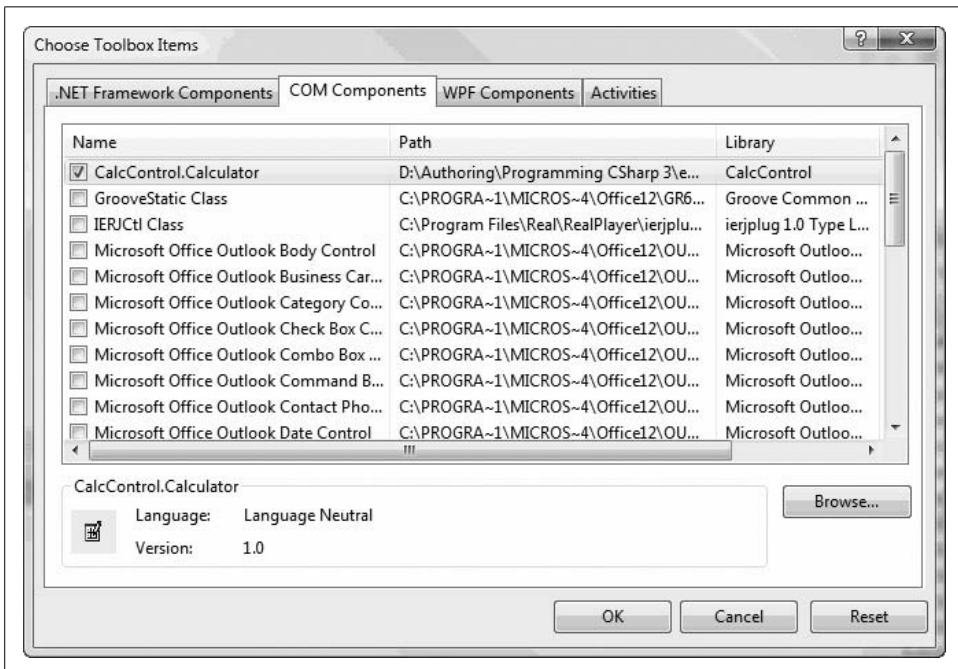 Choose Toolbox Items
.NET Framework Components COM Components WPF Components Activities
Name Path Library
CalcControl.Calculator D:\Authoring\Programming CSharp 3\e... CalcControl
GrooveStatic Class C:\PROGRA~1\MICROS~4\Office12\GR6... Groove Common ...
IERJCtl Class C:\Program Files\Real\RealPlayer\ierjplu... ierjplug 1.0 Type L...
Microsoft Office Outlook Body Control C:\PROGRA~1\MICROS~4\Office12\OU... Microsoft Outloo...
Microsoft Office Outlook Business Car... C:\PROGRA~1\MICROS~4\Office12\OU... Microsoft Outloo...
Microsoft Office Outlook Category Co... C:\PROGRA~1\MICROS~4\Office12\OU... Microsoft Outloo...
Microsoft Office Outlook Check Box C... C:\PROGRA~1\MICROS~4\Office12\OU... Microsoft Outloo...
Microsoft Office Outlook Combo Box ... C:\PROGRA~1\MICROS~4\Office12\OU... Microsoft Outloo...
Microsoft Office Outlook Command B... C:\PROGRA~1\MICROS~4\Office12\OU... Microsoft Outloo...
Microsoft Office Outlook Contact Pho... C:\PROGRA~1\MICROS~4\Office12\OU... Microsoft Outloo...
Microsoft Office Outlook Date Control C:\PROGRA~1\MICROS~4\Office12\OU... Microsoft Outloo...
CalcControl.Calculator
Browse...
Language: Language Neutral
Version: 1.0
OK Cancel Reset